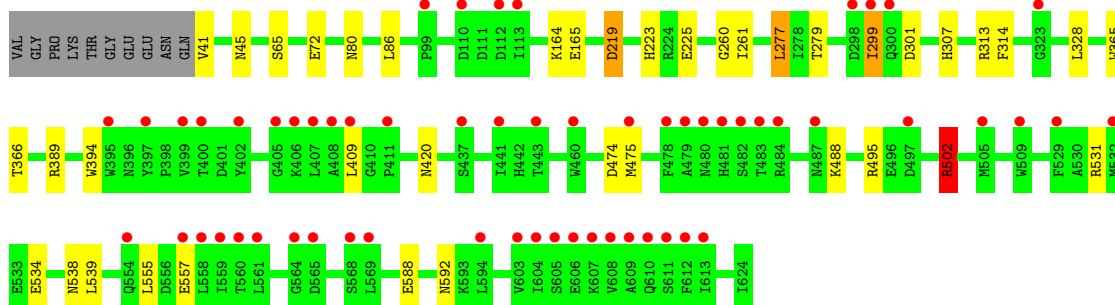 VAL GLY PRO LYS THR GLY GLU GLU ASN GLN V41 N45 S65 E72 N80 L86 P99 D110 D111 D112 I113 K164 E165 D219 H223 R224 E225 G260 I261 L277 I278 T279 D298 I299 Q300 D301 H307 R313 F314 G323 L328 W365
T366 R389 W394 W395 N396 Y397 P398 V399 T400 D401 Y402 G405 K406 L407 A408 L409 G410 P411 N420 S437 I441 H442 T443 W460 D474 M475 F478 A479 N480 H481 S482 T483 R484 N487 K488 R495 E496 D497 R502 M505 W509 F529 A530 R531 M532
E533 E534 N538 L539 Q554 L555 D556 E557 L558 I559 T560 L561 G564 D565 S568 L569 E588 N592 K593 L594 V603 I604 S605 E606 K607 V608 A609 Q610 S611 F612 I613 I624